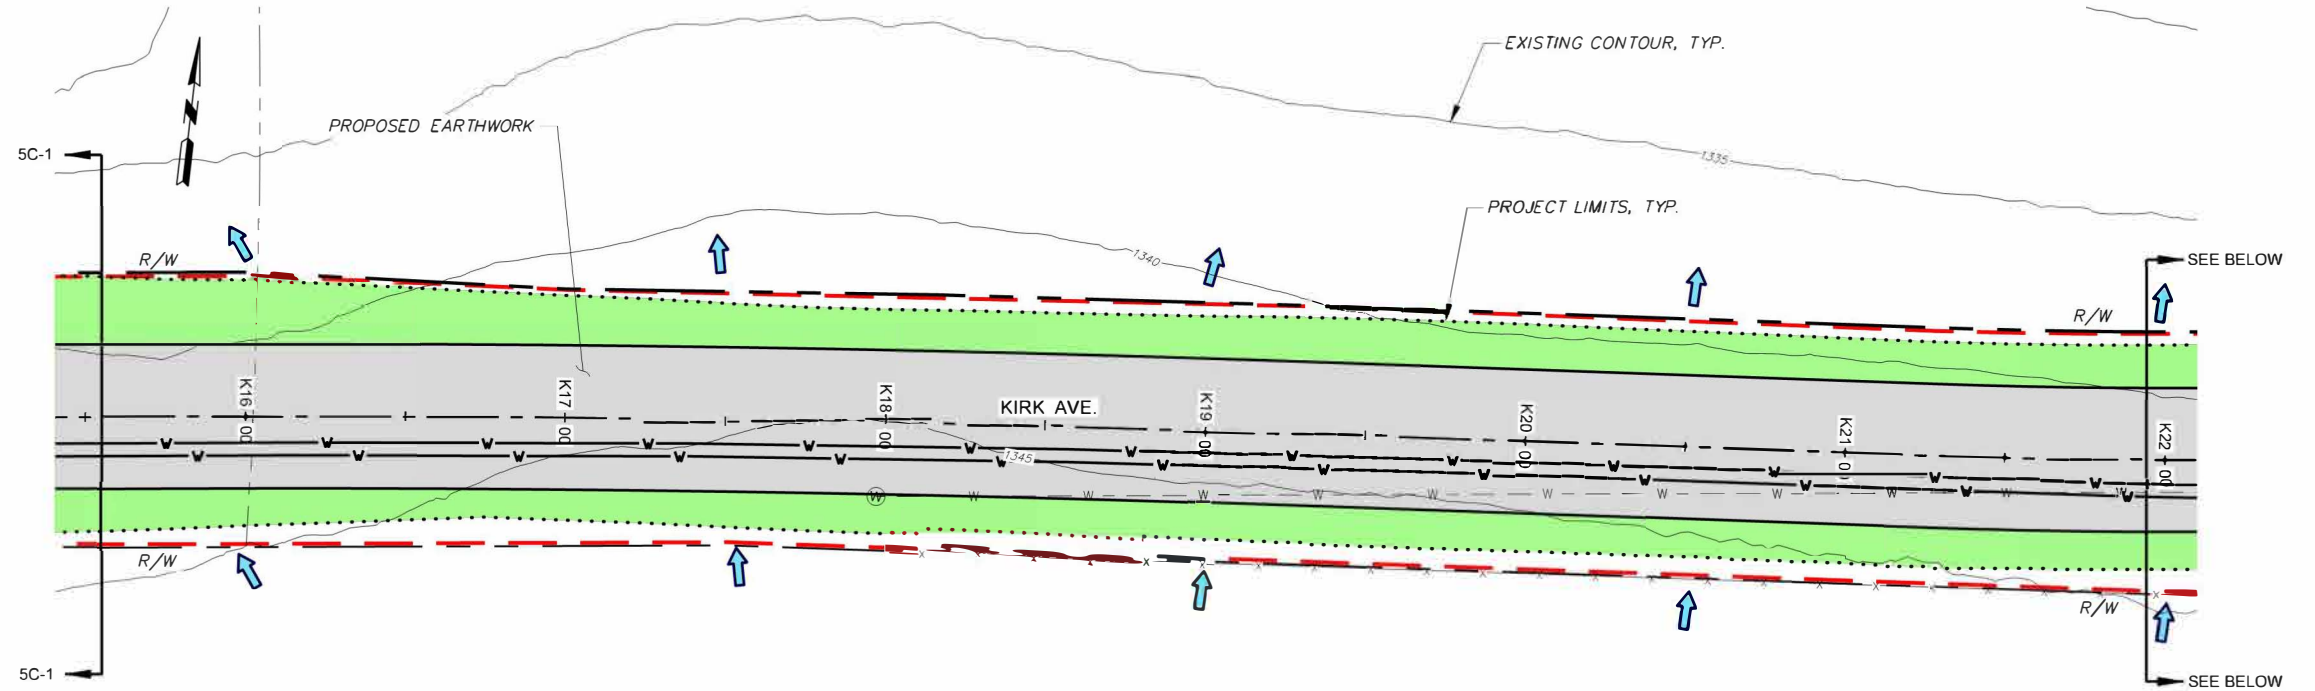 EXISTING CONTOUR, TYP.
PROPOSED EARTHWORK
5C-1
N
1335
PROJECT LIMITS, TYP.
R/W
1340
SEE BELOW
R/W
K16+00
K17+00
K18+00
KIRK AVE.
K19+00
K20+00
K21+00
K22+00
W W W W W W W W W W W W W
W W W W W W W W W W W W W
1345
W W W W W W W W W W W W
R/W
X X X X X X X X X X X X X X X X X X X X X X X
R/W
5C-1
SEE BELOW